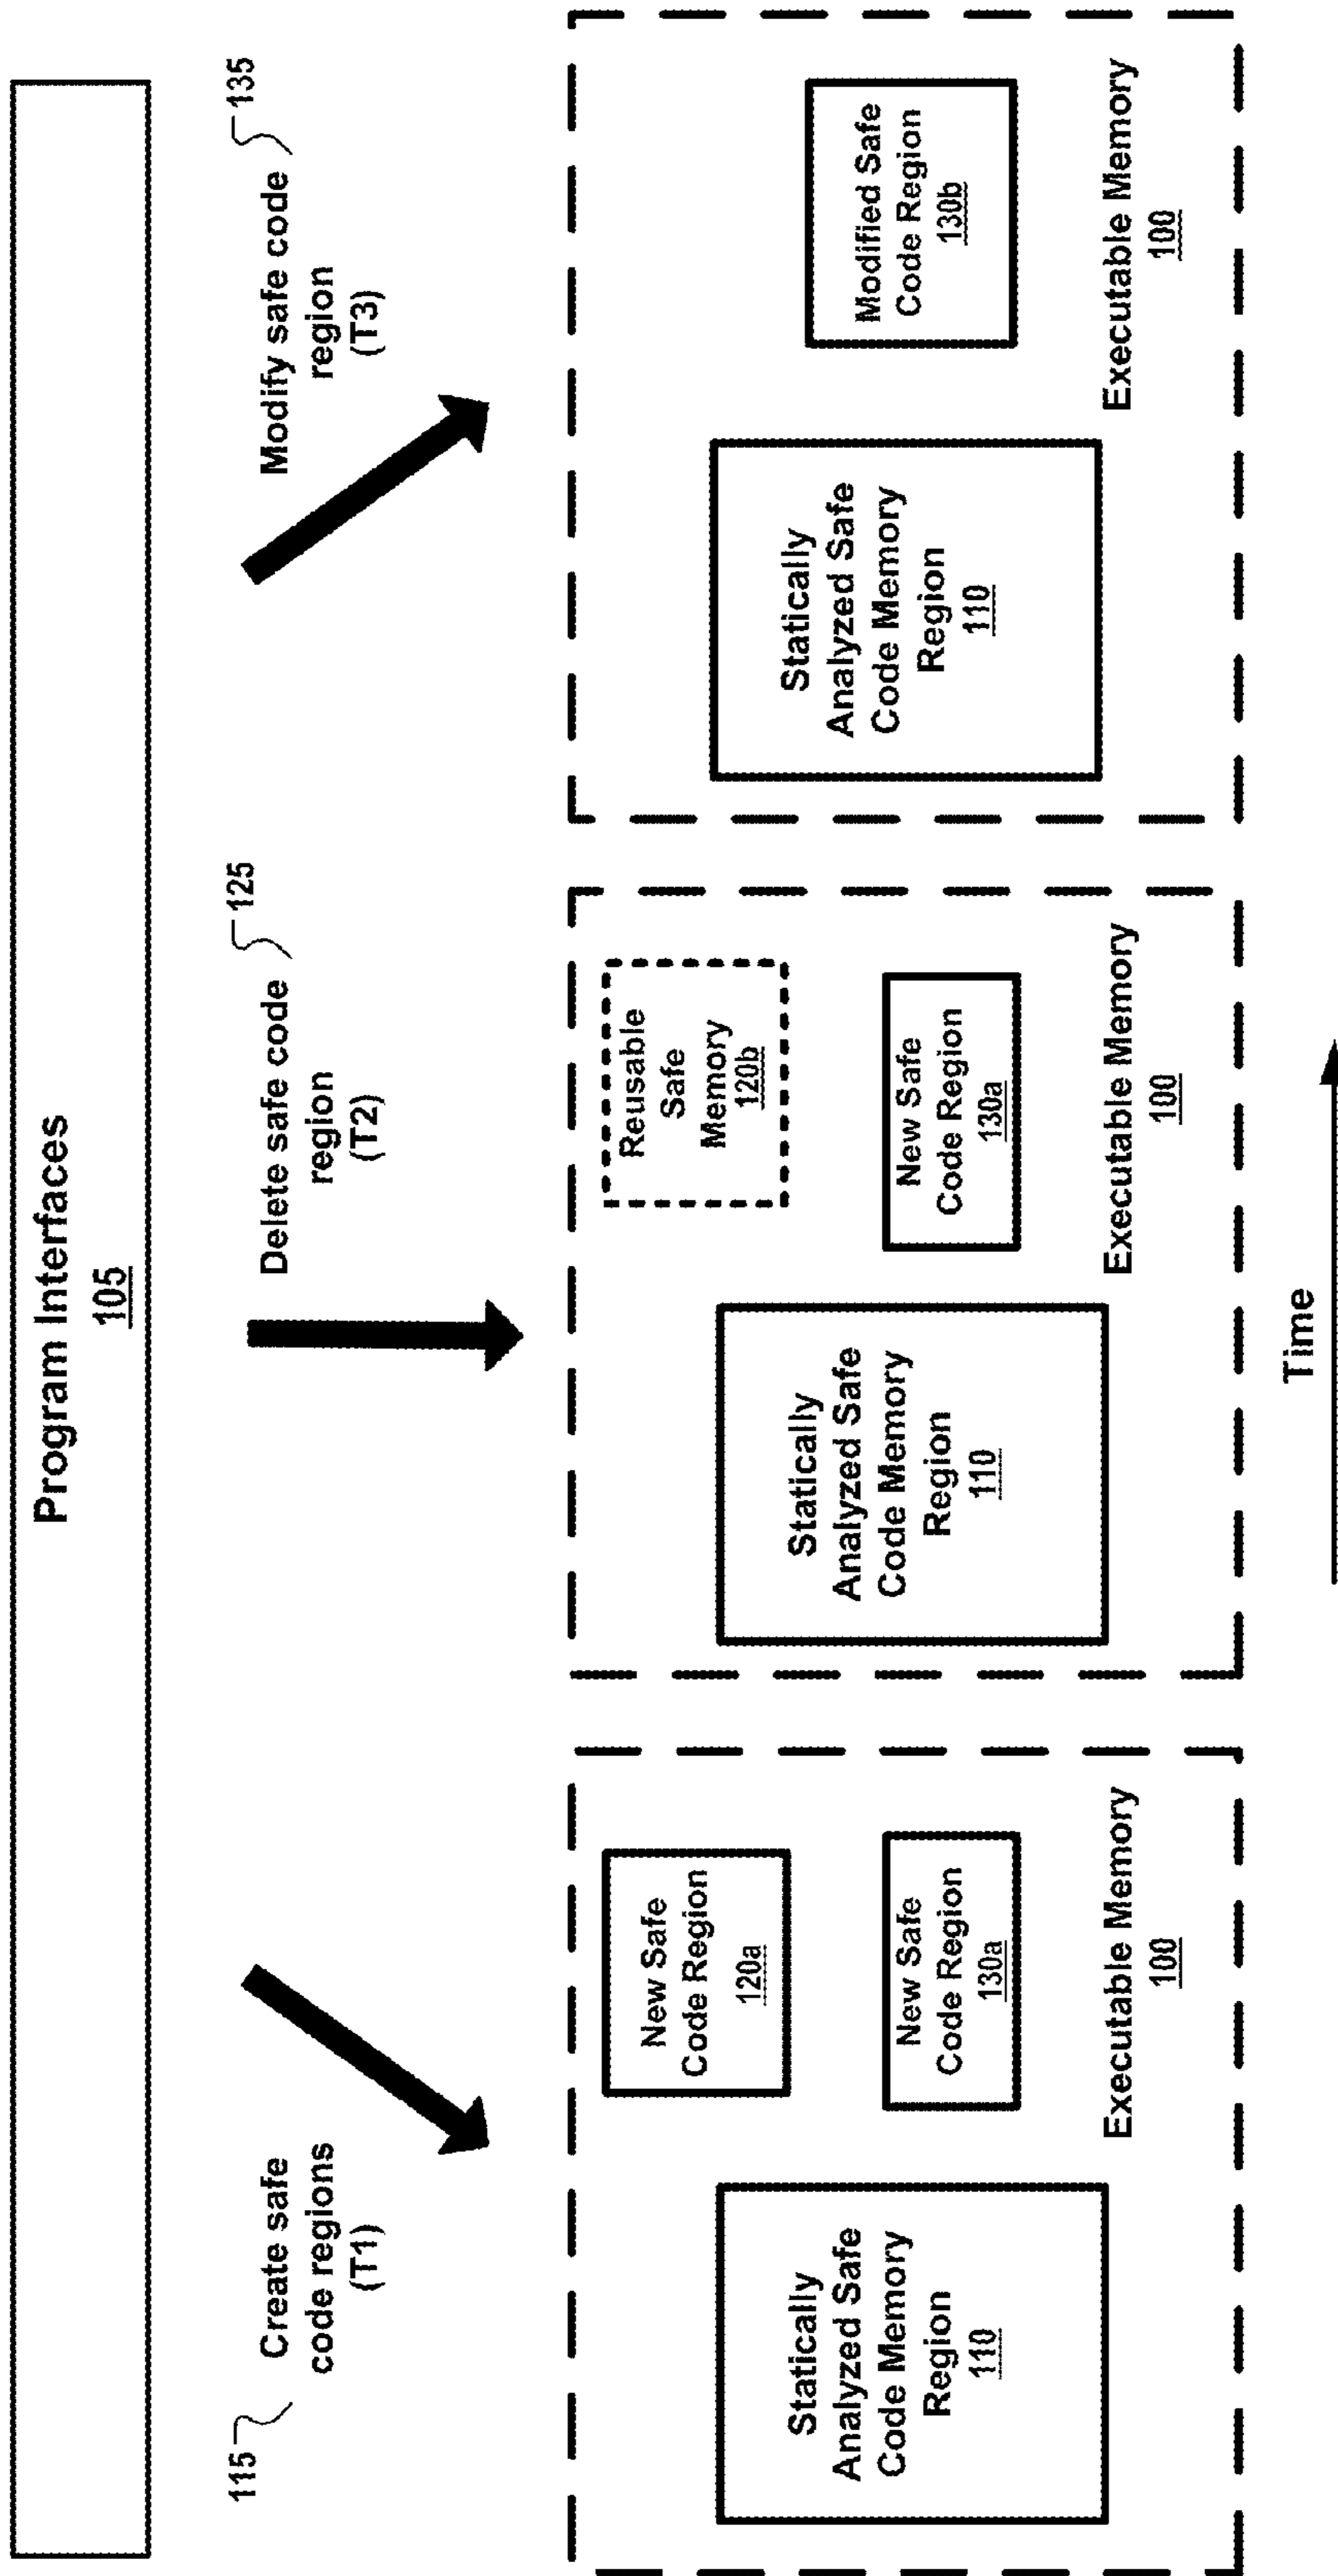 Program Interfaces
105
115
Create safe
code regions
(T1)
Delete safe code
region
(T2)
125
Modify safe code
region
(T3)
135
Statically
Analyzed Safe
Code Memory
Region
110
New Safe
Code Region
120a
New Safe
Code Region
130a
Executable Memory
100
Statically
Analyzed Safe
Code Memory
Region
110
Reusable
Safe
Memory
120b
New Safe
Code Region
130a
Executable Memory
100
Statically
Analyzed Safe
Code Memory
Region
110
Modified Safe
Code Region
130b
Executable Memory
100
Time